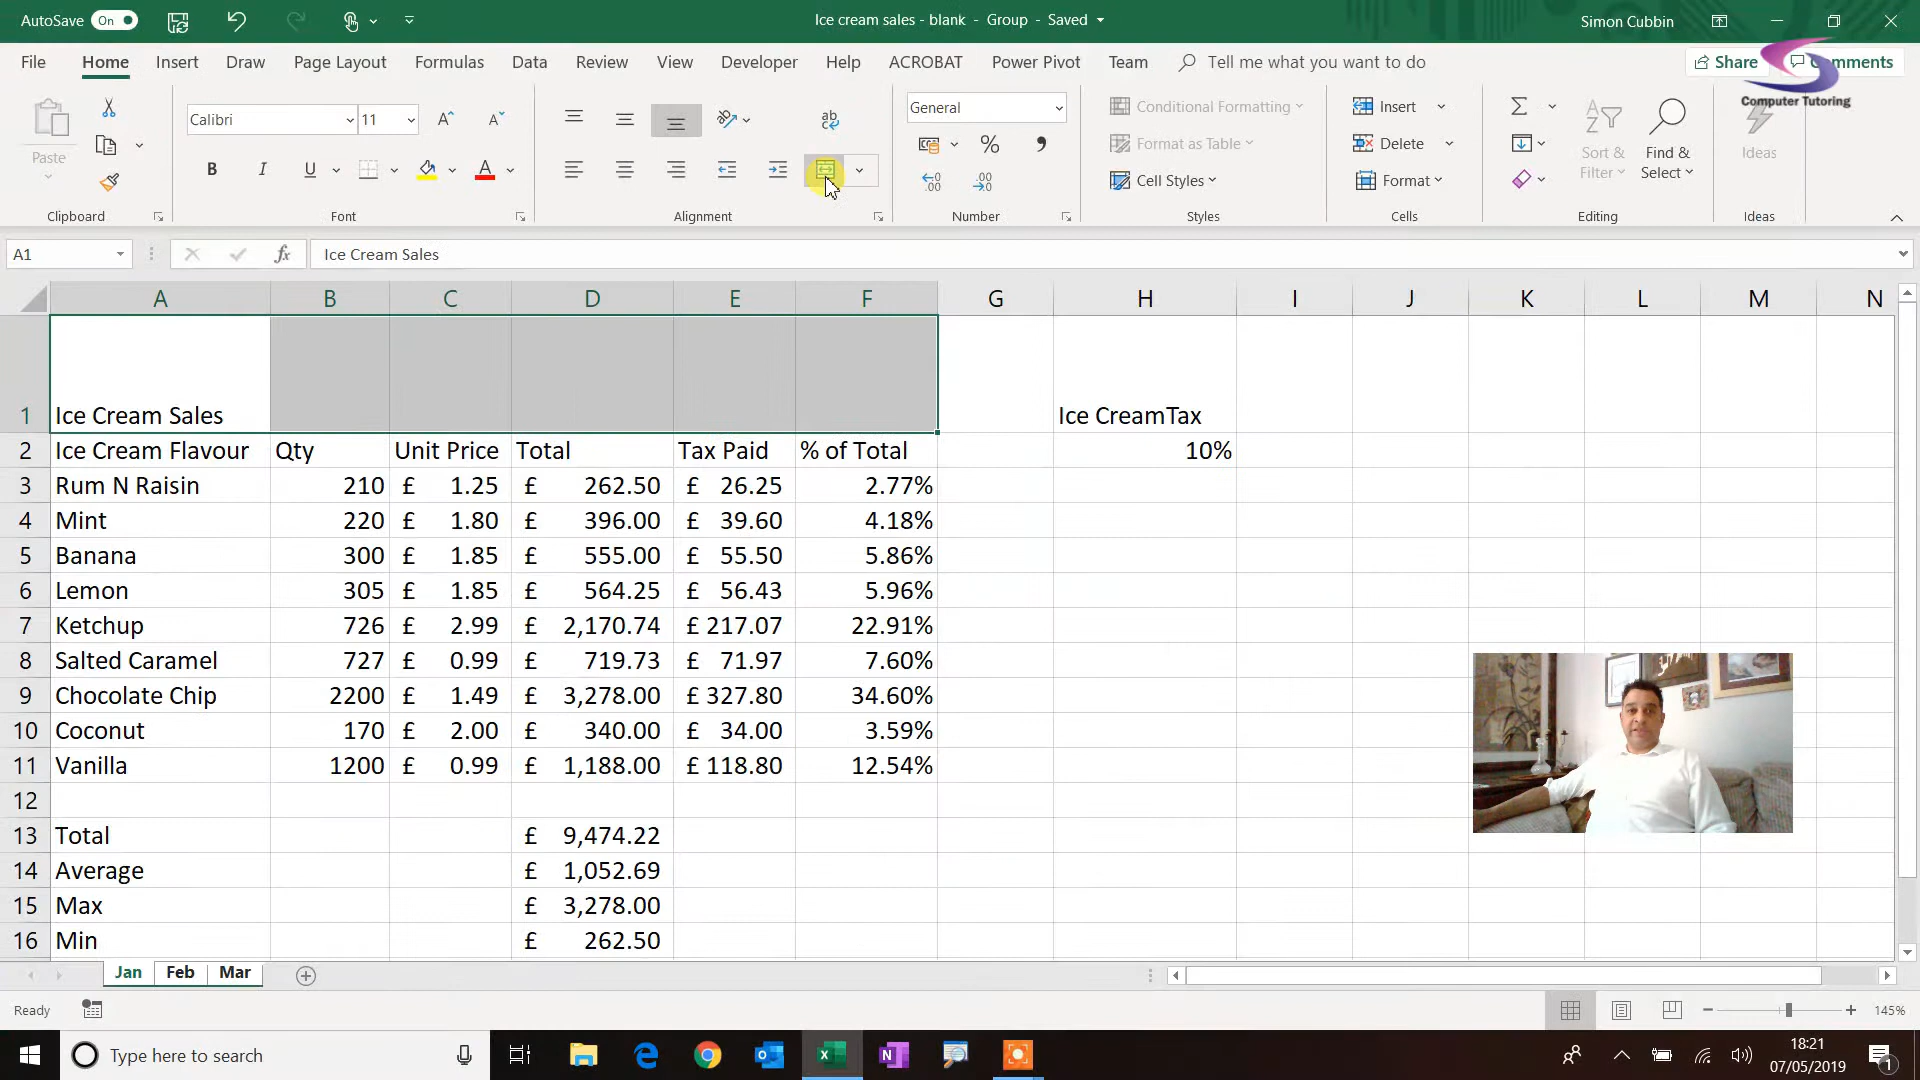 AutoSave On
Ice cream sales - blank - Group - Saved
Simon Cubbin
File Home Insert Draw Page Layout Formulas Data Review View Developer Help ACROBAT Power Pivot Team Tell me what you want to do
Share Comments
Computer Tutoring
Paste
Calibri 11
B I U A
ab
General
% ,
Conditional Formatting
Format as Table
Cell Styles
Insert
Delete
Format
Sort & Filter
Find & Select
Ideas
Clipboard Font Alignment Number Styles Cells Editing Ideas
A1 fx Ice Cream Sales
A B C D E F G H I J K L M N
1 Ice Cream Sales Ice CreamTax
2 Ice Cream Flavour Qty Unit Price Total Tax Paid % of Total 10%
3 Rum N Raisin 210 £ 1.25 £ 262.50 £ 26.25 2.77%
4 Mint 220 £ 1.80 £ 396.00 £ 39.60 4.18%
5 Banana 300 £ 1.85 £ 555.00 £ 55.50 5.86%
6 Lemon 305 £ 1.85 £ 564.25 £ 56.43 5.96%
7 Ketchup 726 £ 2.99 £ 2,170.74 £ 217.07 22.91%
8 Salted Caramel 727 £ 0.99 £ 719.73 £ 71.97 7.60%
9 Chocolate Chip 2200 £ 1.49 £ 3,278.00 £ 327.80 34.60%
10 Coconut 170 £ 2.00 £ 340.00 £ 34.00 3.59%
11 Vanilla 1200 £ 0.99 £ 1,188.00 £ 118.80 12.54%
12
13 Total £ 9,474.22
14 Average £ 1,052.69
15 Max £ 3,278.00
16 Min £ 262.50
Jan Feb Mar
Ready 145%
Type here to search
18:21
07/05/2019
1